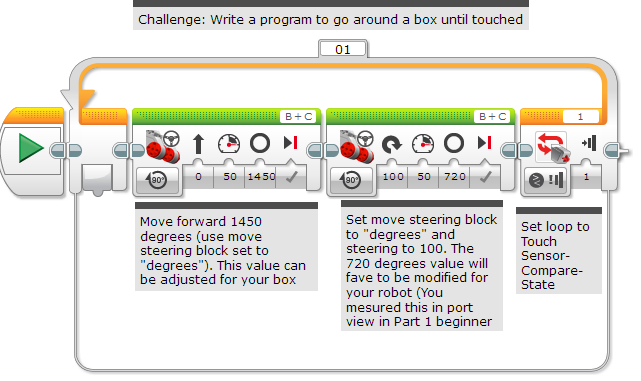 Challenge: Write a program to go around a box until touched
01
B + C
B + C
1
0 50 1450
100 50 720
1
90°
90°
Move forward 1450
degrees (use move
steering block set to
"degrees"). This value can
be adjusted for your box
Set move steering block
to "degrees" and
steering to 100. The
720 degrees value will
fave to be modified for
your robot (You
mesured this in port
view in Part 1 beginner
Set loop to
Touch
Sensor-
Compare-
State